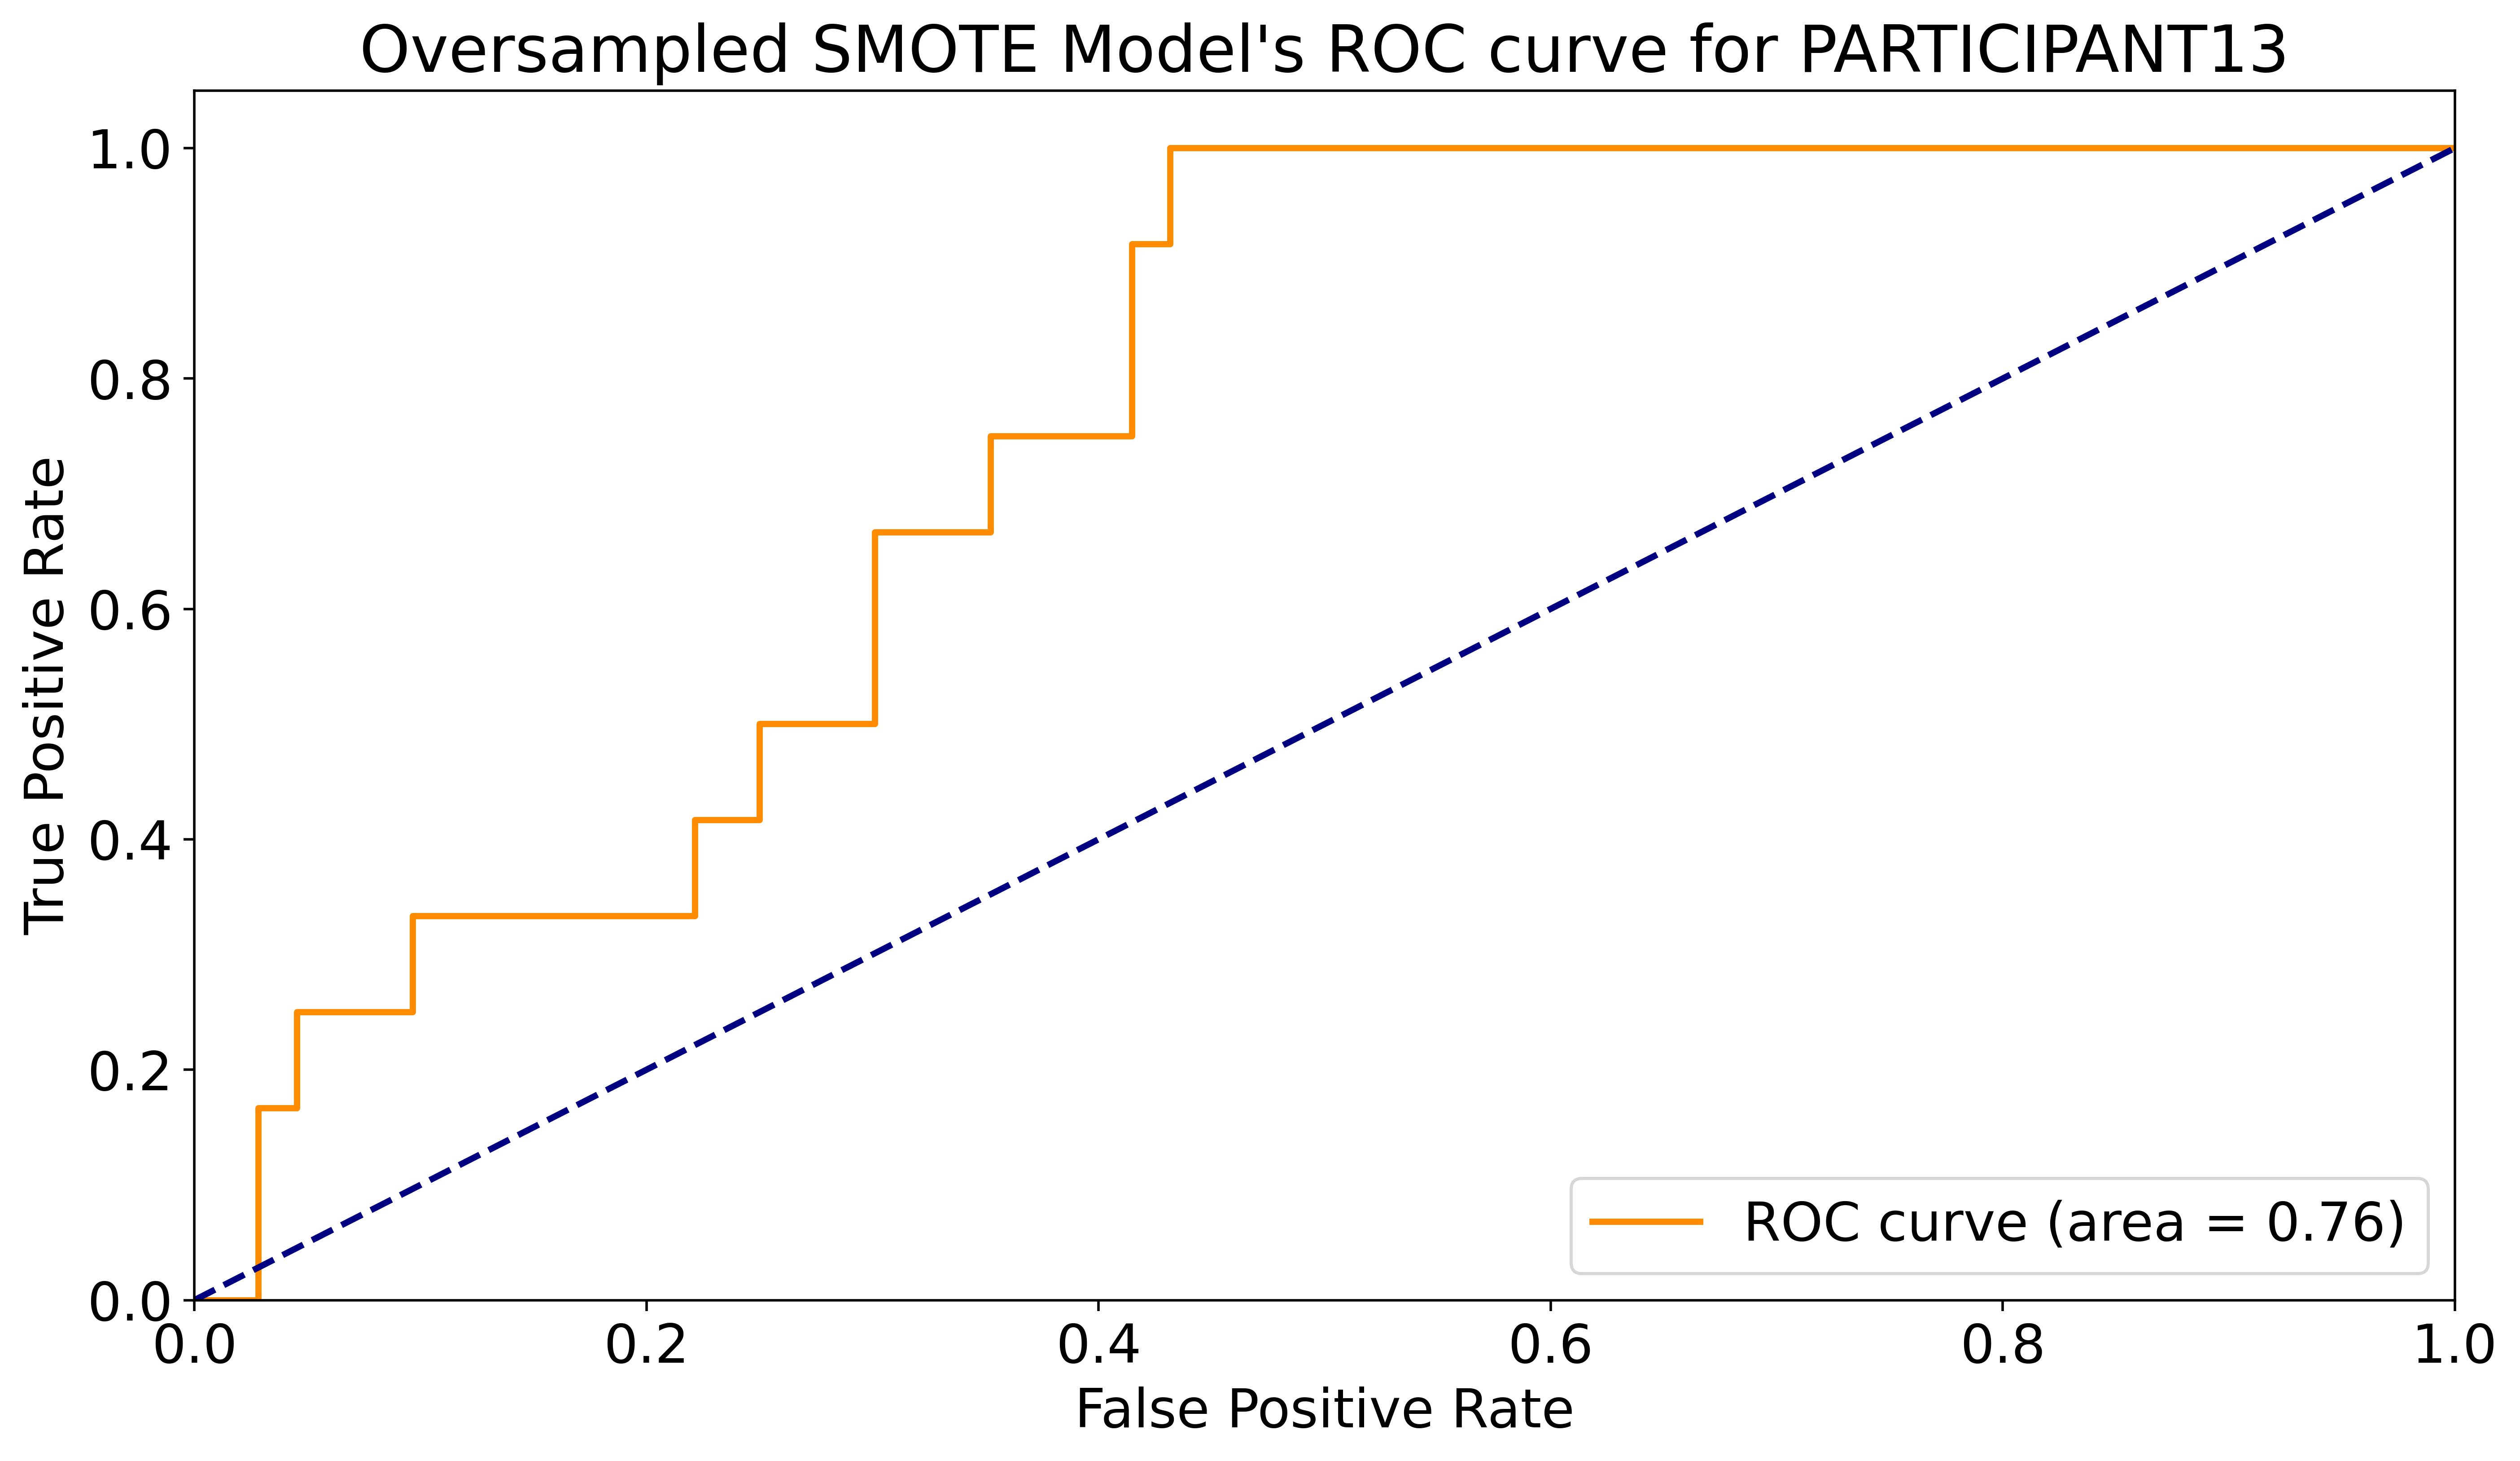 Oversampled SMOTE Model's ROC curve for PARTICIPANT13
1.0
0.8
0.6
0.4
0.2
0.0
True Positive Rate
ROC curve (area = 0.76)
0.0 0.2 0.4 0.6 0.8 1.0
False Positive Rate